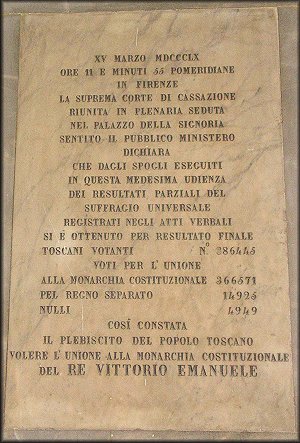 XV MARZO MDCCCLX
ORE 11 E MINUTI 55 POMERIDIANE
IN FIRENZE
LA SUPREMA CORTE DI CASSAZIONE
RIUNITA IN PLENARIA SEDUTA
NEL PALAZZO DELLA SIGNORIA
SENTITO IL PUBBLICO MINISTERO
DICHIARA
CHE DAGLI SPOGLI ESEGUITI
IN QUESTA MEDESIMA UDIENZA
DEI RESULTATI PARZIALI DEL
SUFFRAGIO UNIVERSALE
REGISTRATI NEGLI ATTI VERBALI
SI E OTTENUTO PER RESULTATO FINALE
TOSCANI VOTANTI N.º 386445
VOTI PER L'UNIONE
ALLA MONARCHIA COSTITUZIONALE 366571
PEL REGNO SEPARATO 14925
NULLI 4949
COSÍ CONSTATA
IL PLEBISCITO DEL POPOLO TOSCANO
VOLERE L'UNIONE ALLA MONARCHIA COSTITUZIONALE
DEL RE VITTORIO EMANUELE